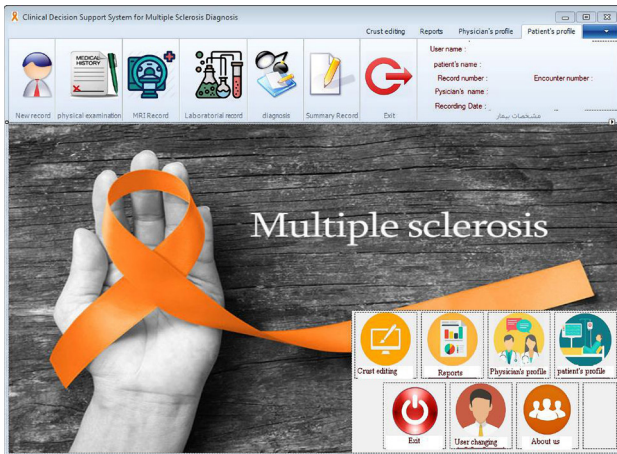 Clinical Decision Support System for Multiple Sclerosis Diagnosis
Crust editing Reports Physician's profile Patient's profile
MEDICAL HISTORY
User name :
patient's name :
Record number : Encounter number :
Pysician's name :
Recording Date :
New record physical examination MRI Record Laboratorial record diagnosis Summary Record Exit مشخصات بیمار
Multiple sclerosis
Crust editing Reports Physician's profile patient's profile
Exit User changing About us